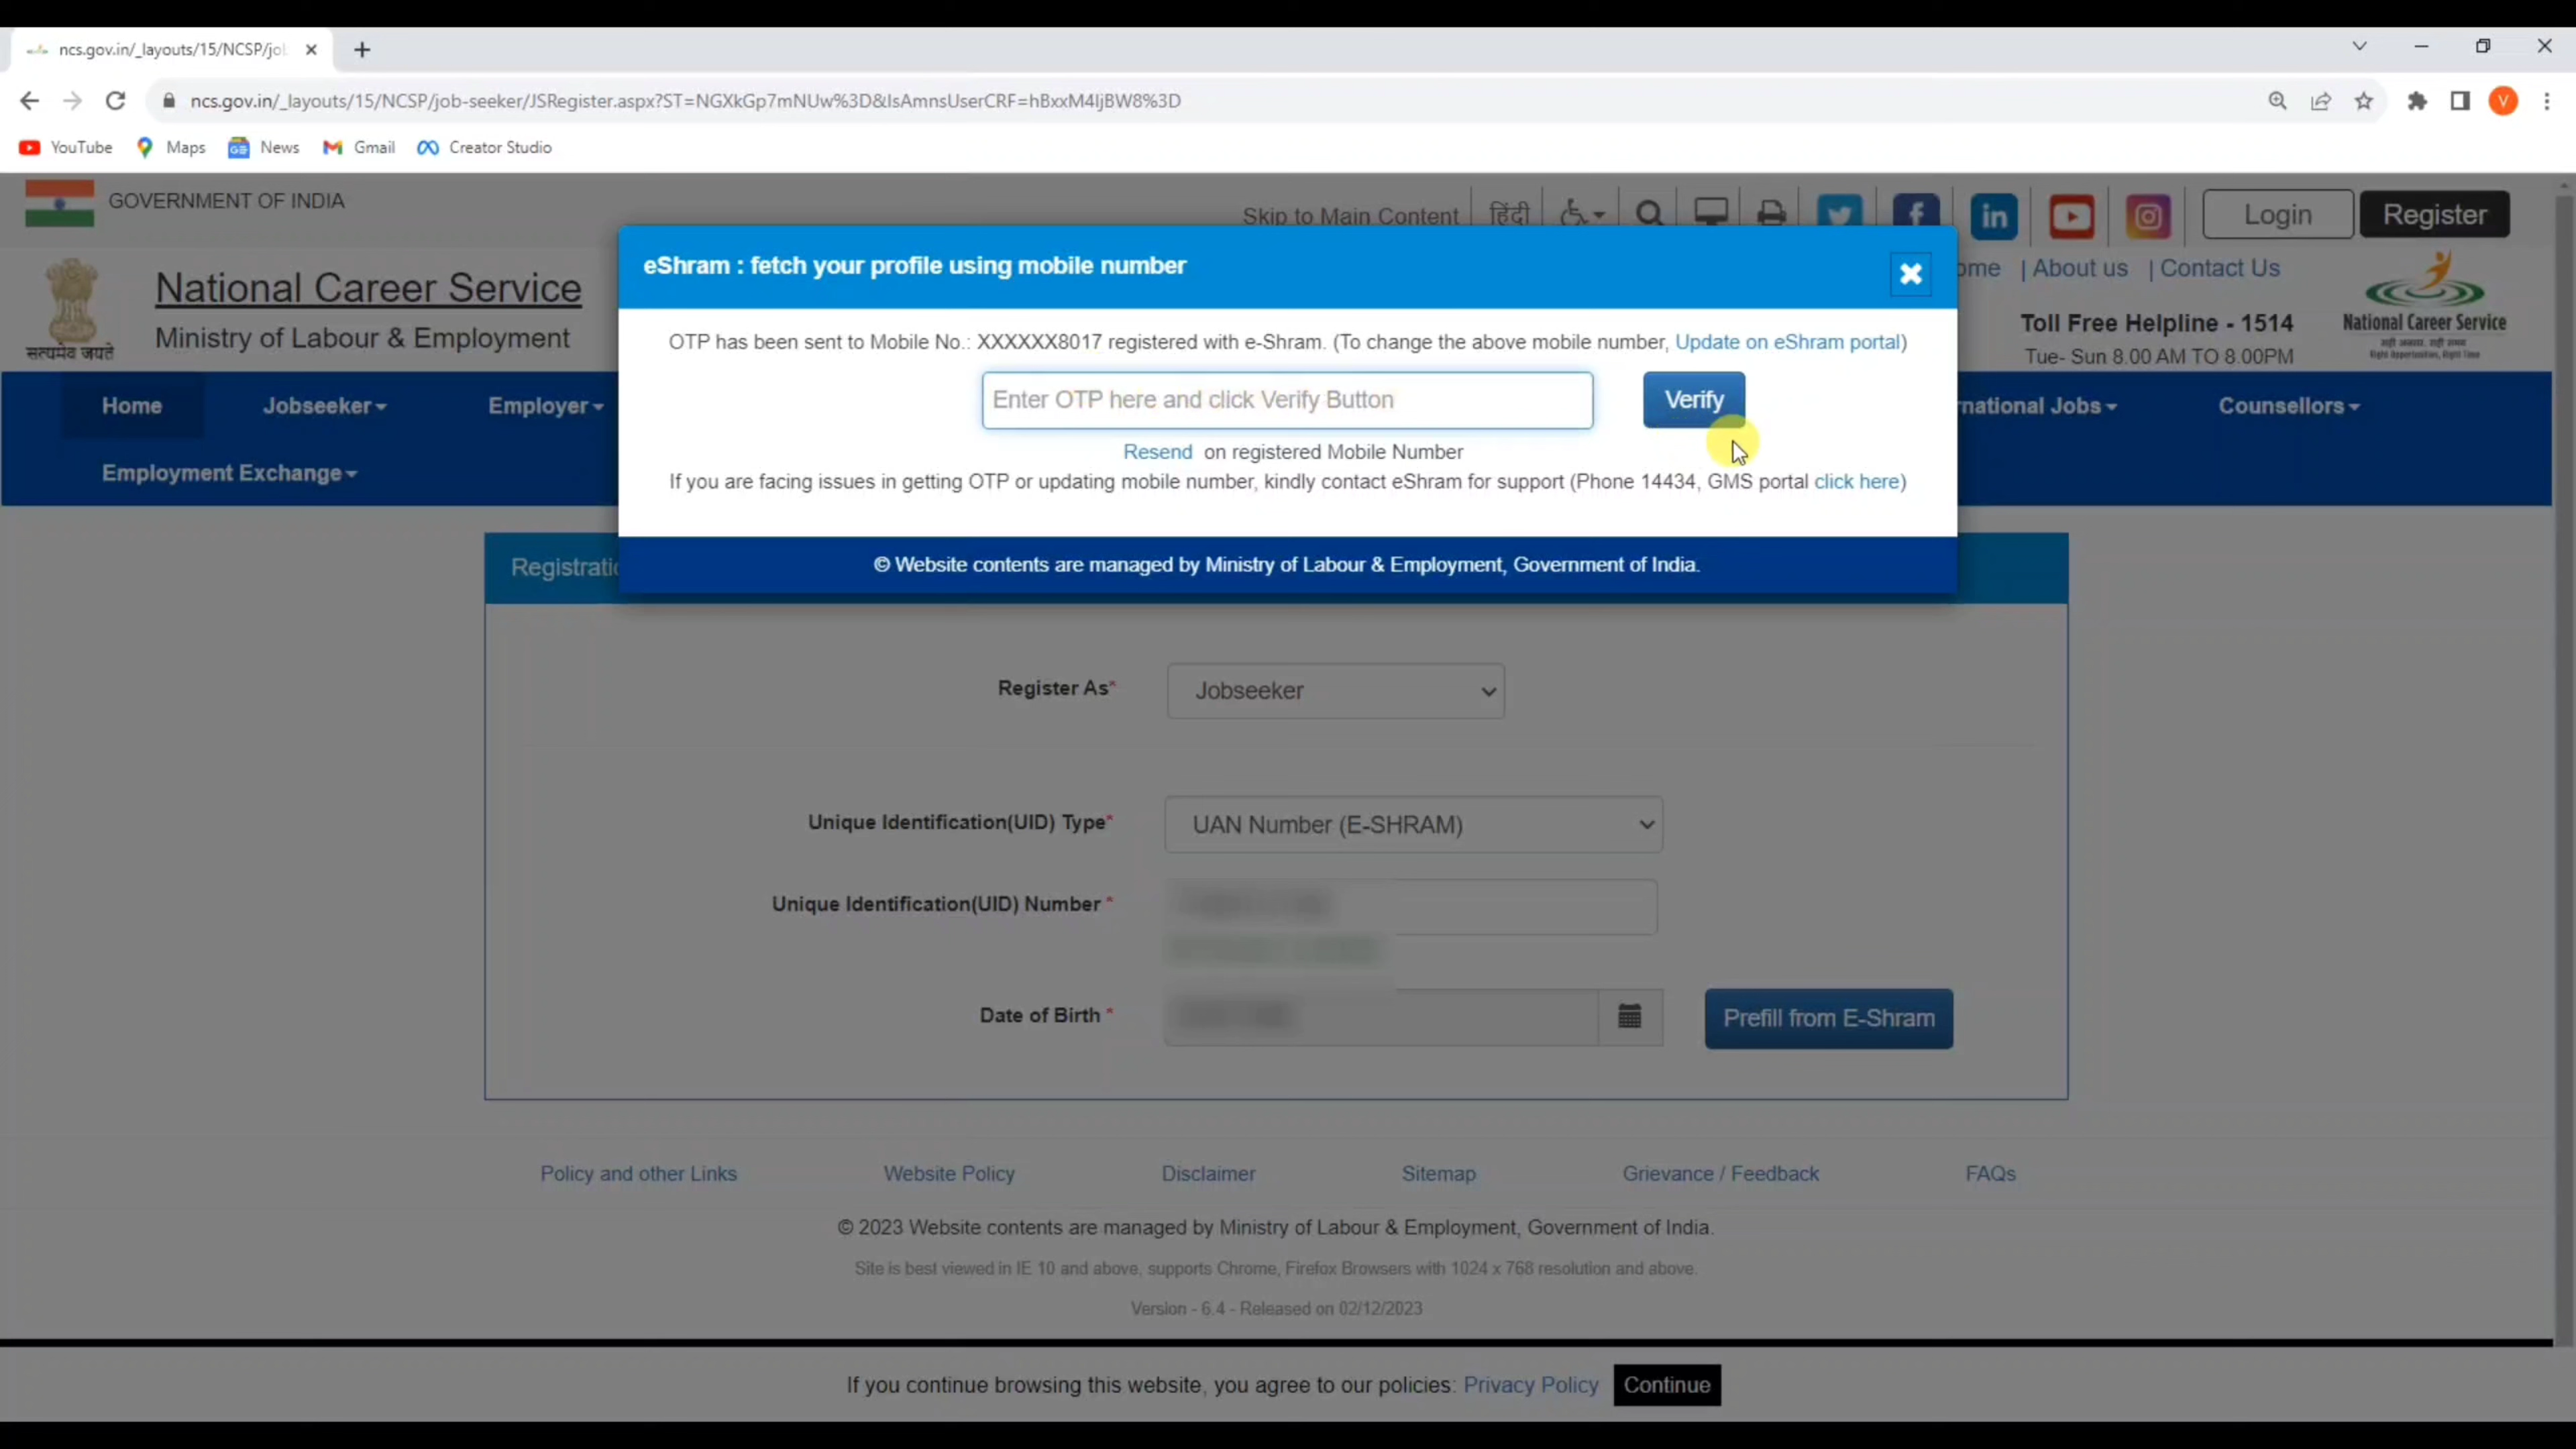 ncs.gov.in/_layouts/15/NCSP/jo
ncs.gov.in/_layouts/15/NCSP/job-seeker/JSRegister.aspx?ST=NGXkGp7mNUw%3D&IsAmnsUserCRF=hBxxM4IjBW8%3D
V
YouTube Maps News Gmail Creator Studio
GOVERNMENT OF INDIA
Skip to Main Content हिंदी Login Register
National Career Service
Ministry of Labour & Employment
सत्यमेव जयते
ome | About us | Contact Us
Toll Free Helpline - 1514
Tue- Sun 8.00 AM TO 8.00PM
National Career Service
Right Opportunities, Right Time
Home Jobseeker Employer rnational Jobs Counsellors
Employment Exchange
eShram : fetch your profile using mobile number
OTP has been sent to Mobile No.: XXXXXX8017 registered with e-Shram. (To change the above mobile number, Update on eShram portal)
Enter OTP here and click Verify Button Verify
Resend on registered Mobile Number
If you are facing issues in getting OTP or updating mobile number, kindly contact eShram for support (Phone 14434, GMS portal click here)
© Website contents are managed by Ministry of Labour & Employment, Government of India.
Registratio
Register As* Jobseeker
Unique Identification(UID) Type* UAN Number (E-SHRAM)
Unique Identification(UID) Number *
Date of Birth * Prefill from E-Shram
Policy and other Links Website Policy Disclaimer Sitemap Grievance / Feedback FAQs
© 2023 Website contents are managed by Ministry of Labour & Employment, Government of India.
Site is best viewed in IE 10 and above, supports Chrome, Firefox Browsers with 1024 x 768 resolution and above.
Version - 6.4 - Released on 02/12/2023
If you continue browsing this website, you agree to our policies: Privacy Policy Continue